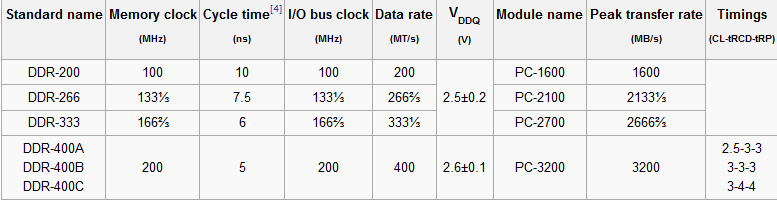 Standard name Memory clock Cycle time[4] I/O bus clock Data rate VDDQ Module name Peak transfer rate Timings
(MHz) (ns) (MHz) (MT/s) (V) (MB/s) (CL-tRCD-tRP)
DDR-200 100 10 100 200 PC-1600 1600
DDR-266 133⅓ 7.5 133⅓ 266⅔ 2.5±0.2 PC-2100 2133⅓
DDR-333 166⅔ 6 166⅔ 333⅓ PC-2700 2666⅔
DDR-400A 2.5-3-3
DDR-400B 200 5 200 400 2.6±0.1 PC-3200 3200 3-3-3
DDR-400C 3-4-4